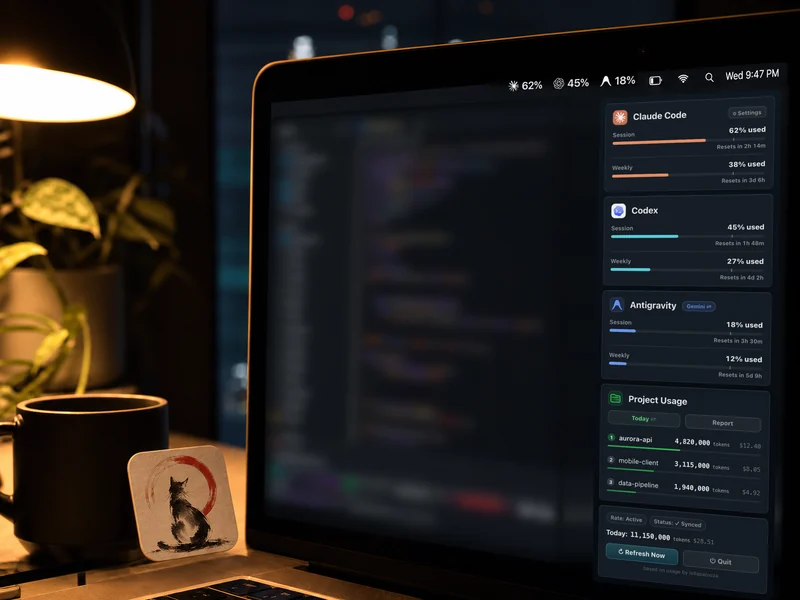 62% 45% 18% Wed 9:47 PM
Claude Code Settings
Session 62% used
Resets in 2h 14m
Weekly 38% used
Resets in 3d 6h
Codex
Session 45% used
Resets in 1h 48m
Weekly 27% used
Resets in 4d 2h
Antigravity Gemini
Session 18% used
Resets in 3h 30m
Weekly 12% used
Resets in 5d 9h
Project Usage
Today Report
1 aurora-api 4,820,000 tokens $12.40
2 mobile-client 3,115,000 tokens $8.05
3 data-pipeline 1,940,000 tokens $4.92
Rate: Active Status: ✓ Synced
Today: 11,150,000 tokens $28.51
Refresh Now Quit
based on usage by